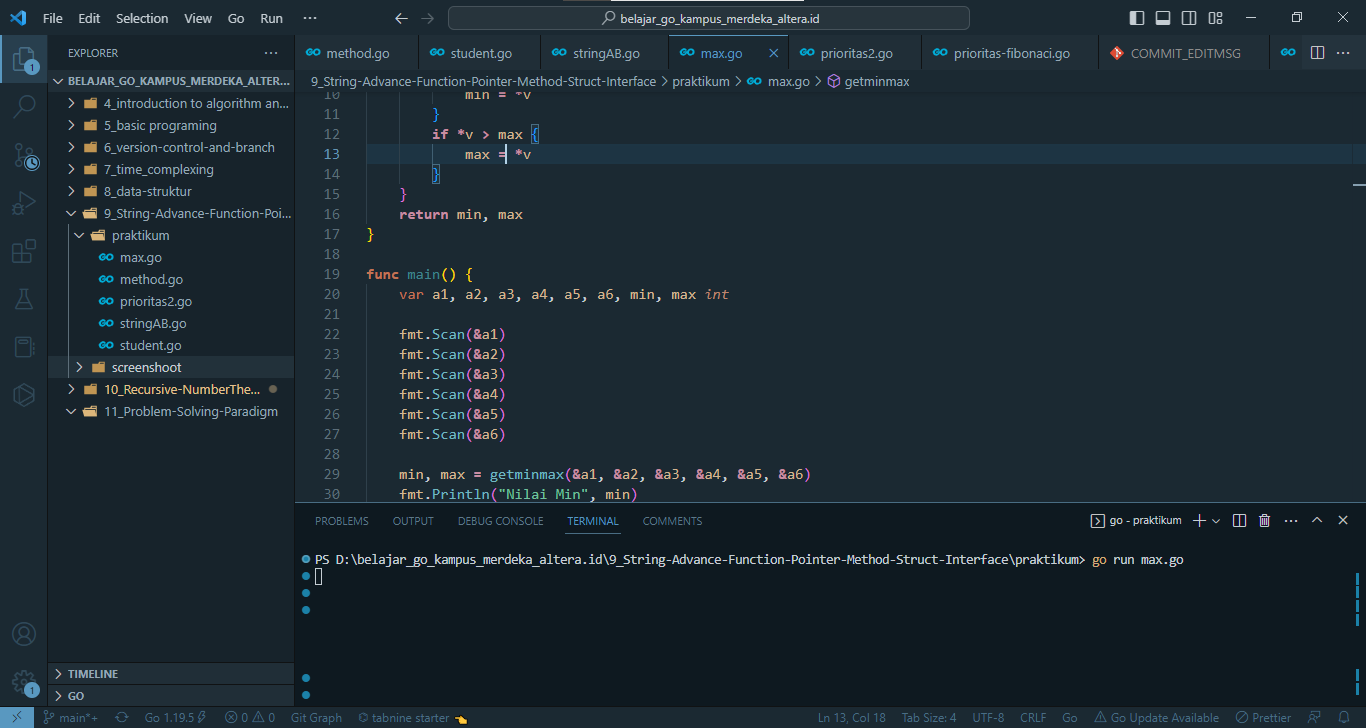 File Edit Selection View Go Run ··· belajar_go_kampus_merdeka_altera.id
EXPLORER ···
method.go student.go stringAB.go max.go prioritas2.go prioritas-fibonaci.go COMMIT_EDITMSG
9_String-Advance-Function-Pointer-Method-Struct-Interface > praktikum > max.go > getminmax
BELAJAR_GO_KAMPUS_MERDEKA_ALTER...
4_introduction to algorithm an...
5_basic programing
6_version-control-and-branch
7_time_complexing
8_data-struktur
9_String-Advance-Function-Poi...
praktikum
max.go
method.go
prioritas2.go
stringAB.go
student.go
screenshoot
10_Recursive-NumberThe...
11_Problem-Solving-Paradigm
TIMELINE
GO
10 min = *v
11 }
12 if *v > max {
13 max = *v
14 }
15 }
16 return min, max
17 }
18
19 func main() {
20 var a1, a2, a3, a4, a5, a6, min, max int
21
22 fmt.Scan(&a1)
23 fmt.Scan(&a2)
24 fmt.Scan(&a3)
25 fmt.Scan(&a4)
26 fmt.Scan(&a5)
27 fmt.Scan(&a6)
28
29 min, max = getminmax(&a1, &a2, &a3, &a4, &a5, &a6)
30 fmt.Println("Nilai Min", min)
PROBLEMS OUTPUT DEBUG CONSOLE TERMINAL COMMENTS go - praktikum
PS D:\belajar_go_kampus_merdeka_altera.id\9_String-Advance-Function-Pointer-Method-Struct-Interface\praktikum> go run max.go
1
1
main*+ Go 1.19.5 0 0 Git Graph tabnine starter Ln 13, Col 18 Tab Size: 4 UTF-8 CRLF Go Go Update Available Prettier